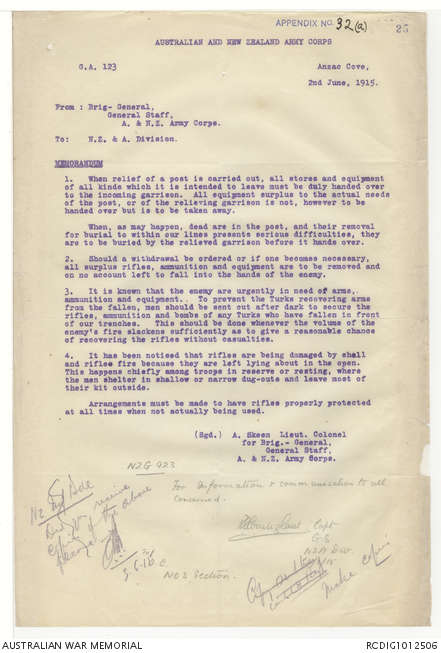 APPENDIX No. 32(a)
25
AUSTRALIAN AND NEW ZEALAND ARMY CORPS
G.A. 123
Anzac Cove,
2nd June, 1915.
From : Brig- General,
General Staff,
A. & N.Z. Army Corps.
To: N.Z. & A. Division.
MEMORANDUM
1. When relief of a post is carried out, all stores and equipment
of all kinds which it is intended to leave must be duly handed over
to the incoming garrison. All equipment surplus to the actual needs
of the post, or of the relieving garrison is not, however to be
handed over but is to be taken away.
When, as may happen, dead are in the post, and their removal
for burial to within our lines presents serious difficulties, they
are to be buried by the relieved garrison before it hands over.
2. Should a withdrawal be ordered or if one becomes necessary,
all surplus rifles, ammunition and equipment are to be removed and
on no account left to fall into the hands of the enemy.
3. It is known that the enemy are urgently in need of arms,
ammunition and equipment.. To prevent the Turks recovering arms
from the fallen, men should be sent out after dark to secure the
rifles, ammunition and bombs of any Turks who have fallen in front
of our trenches. This should be done whenever the volume of the
enemy's fire slackens sufficiently as to give a reasonable chance
of recovering the rifles without casualties.
4. It has been noticed that rifles are being damaged by shell
and rifle fire because they are left lying about in the open.
This happens chiefly among troops in reserve or resting, where
the men shelter in shallow or narrow dug-outs and leave most of
their kit outside.
Arrangements must be made to have rifles properly protected
at all times when not actually being used.
(Sgd.) A. Skeen Lieut. Colonel
for Brig.- General,
General Staff,
A. & N.Z. Army Corps.
NZG 923
For information & communication to all
concerned.
Capt
G.S
NZ & A Div.
NZ
receive
the above
please
No 3 Section.
make